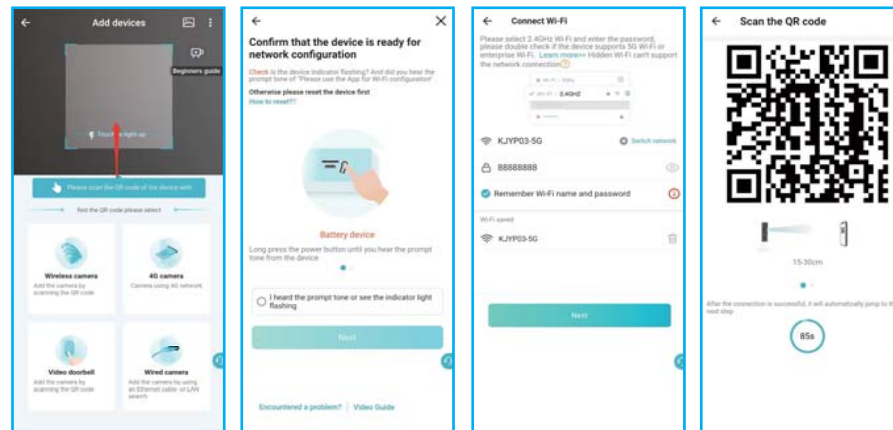 Add devices
Beginners guide
Touch to light up
Please scan the QR code of the device with
find the QR code please select
Wireless camera
Add the camera by
scanning the QR code
4G camera
Camera using 4G network
Video doorbell
Add the camera by
scanning the QR code
Wired camera
Add the camera by using
an Ethernet cable or LAN
search
Confirm that the device is ready for
network configuration
Check is the device indicator flashing? And did you hear the
prompt tone of "Please use the App for Wi-Fi configuration" .
Otherwise please reset the device first
How to reset??
Battery device
Long press the power button until you hear the prompt
tone from the device
I heard the prompt tone or see the indicator light
flashing
Next
Encountered a problem?
Video Guide
Connect Wi-Fi
Please select 2.4GHz Wi-Fi and enter the password,
please double check if the device supports 5G Wi-Fi or
enterprise Wi-Fi. Learn more>> Hidden Wi-Fi can't support
the network connection
2.4GHZ
KJYP03-5G
Switch network
88888888
Remember Wi-Fi name and password
Wi-Fi saved
KJYP03-5G
Next
Scan the QR code
15-30cm
After the connection is successful, it will automatically jump to the
next step
85s